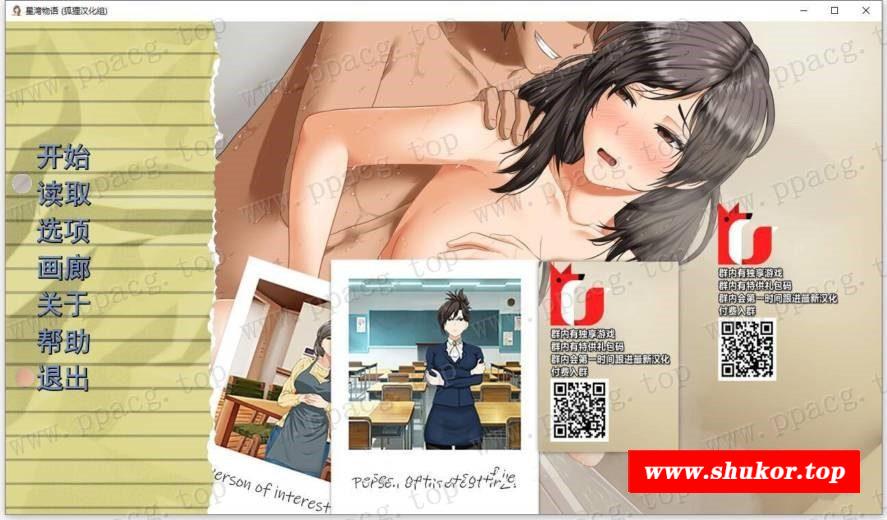 星湾物语 (狐狸汉化组)
开始
读取
选项
画廊
关于
帮助
退出
www.ppacg.top
群内有独享游戏
群内有特供礼包码
群内会第一时间跟进最新汉化
付费入群
群内有独享游戏
群内有特供礼包码
群内会第一时间跟进最新汉化
付费入群
person of interest
www.shukor.top